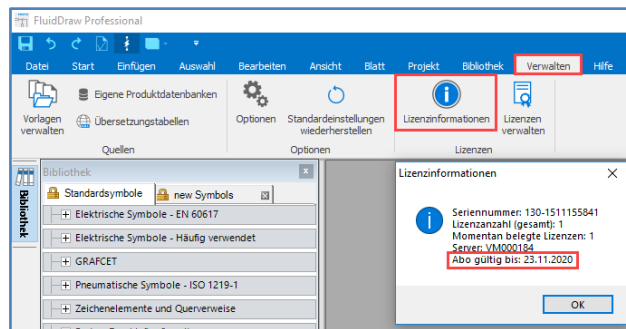 FluidDraw Professional
Datei Start Einfügen Auswahl Bearbeiten Ansicht Blatt Projekt Bibliothek Verwalten Hilfe
Vorlagen verwalten
Eigene Produktdatenbanken
Übersetzungstabellen
Quellen
Optionen
Standardeinstellungen wiederherstellen
Optionen
Lizenzinformationen
Lizenzen verwalten
Lizenzen
Bibliothek
Bibliothek x
Standardsymbole
new Symbols
Elektrische Symbole - EN 60617
Elektrische Symbole - Häufig verwendet
GRAFCET
Pneumatische Symbole - ISO 1219-1
Zeichenelemente und Querverweise
Lizenzinformationen
Seriennummer: 130-1511155841
Lizenzanzahl (gesamt): 1
Momentan belegte Lizenzen: 1
Server: VM000184
Abo gültig bis: 23.11.2020
OK